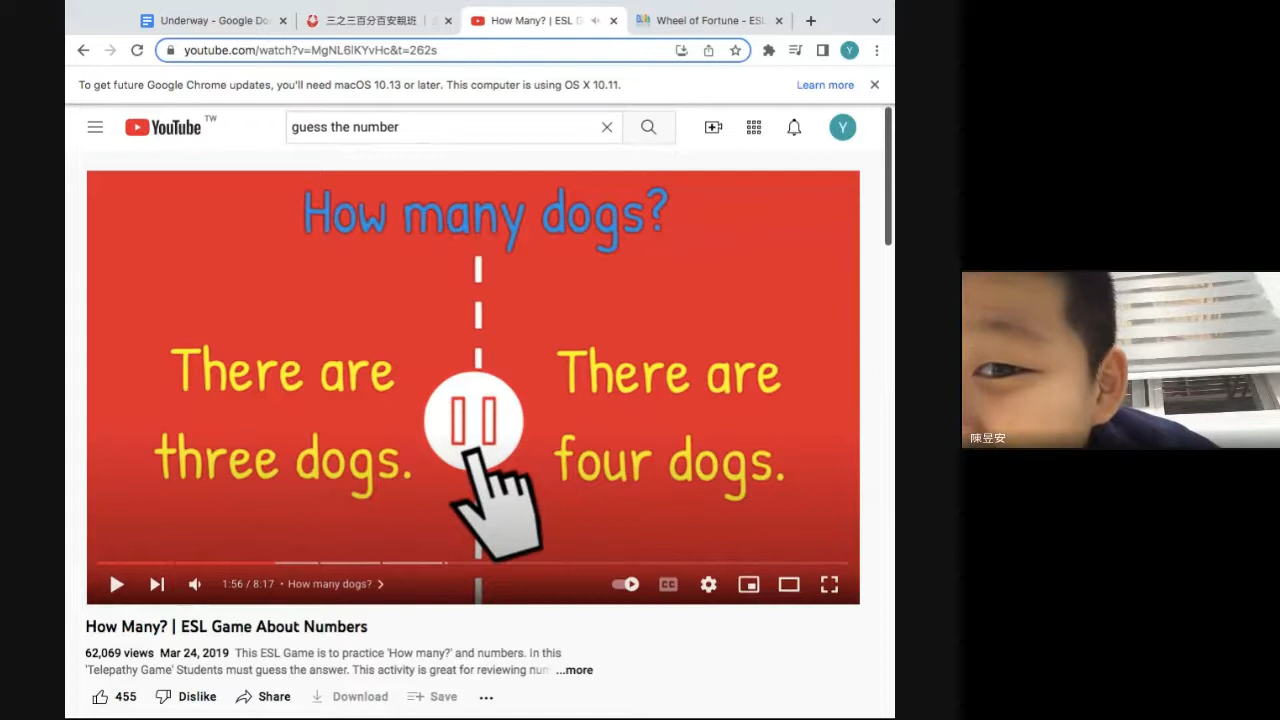 Underway - Google Do
三之三百分百安親班
How Many? | ESL G
Wheel of Fortune - ESL
youtube.com/watch?v=MgNL6lKYvHc&t=262s
To get future Google Chrome updates, you'll need macOS 10.13 or later. This computer is using OS X 10.11.
Learn more
YouTube TW
guess the number
Y
How many dogs?
There are
three dogs.
There are
four dogs.
1:56 / 8:17 • How many dogs? >
CC
How Many? | ESL Game About Numbers
62,069 views Mar 24, 2019 This ESL Game is to practice 'How many?' and numbers. In this
'Telepathy Game' Students must guess the answer. This activity is great for reviewing num ...more
455 Dislike Share Download Save ...
陳昱安